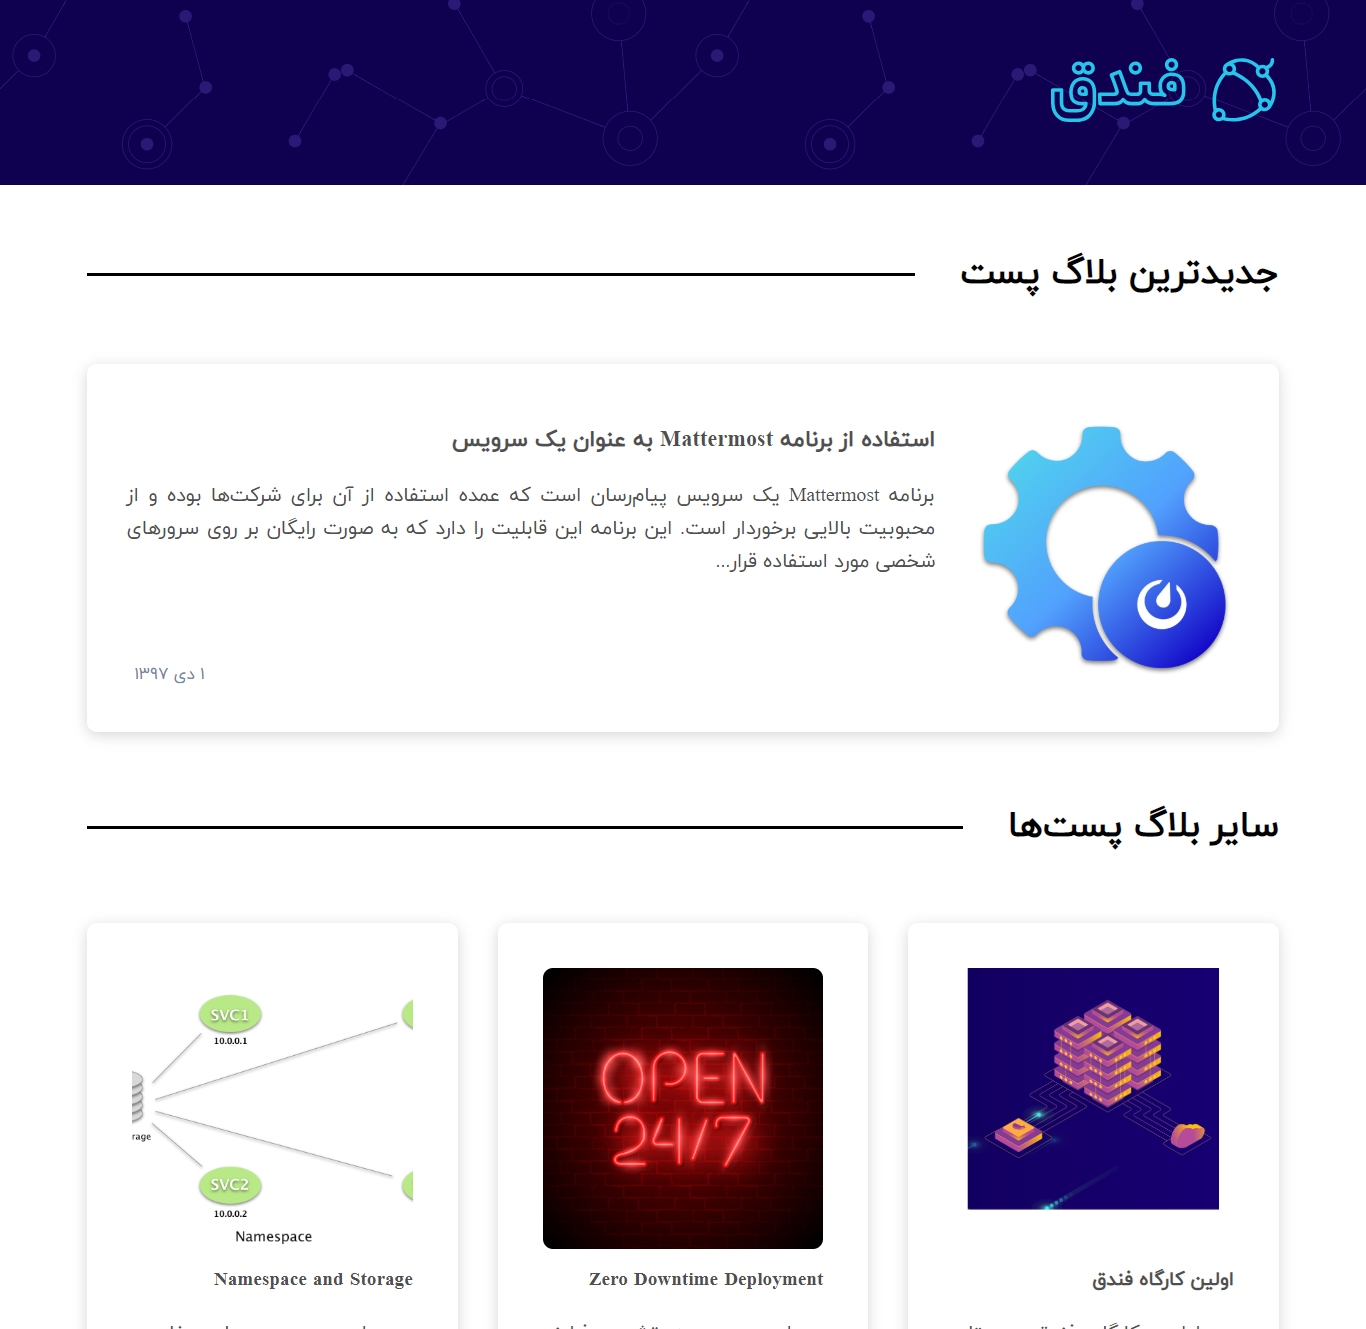 فندق
جدیدترین بلاگ پست
استفاده از برنامه Mattermost به عنوان یک سرویس
برنامه Mattermost یک سرویس پیام‌رسان است که عمده استفاده از آن برای شرکت‌ها بوده و از
محبوبیت بالایی برخوردار است. این برنامه این قابلیت را دارد که به صورت رایگان بر روی سرورهای
شخصی مورد استفاده قرار...
۱ دی ۱۳۹۷
سایر بلاگ پست‌ها
OPEN
24/7
SVC1
10.0.0.1
rage
SVC2
10.0.0.2
Namespace
اولین کارگاه فندق
Zero Downtime Deployment
Namespace and Storage